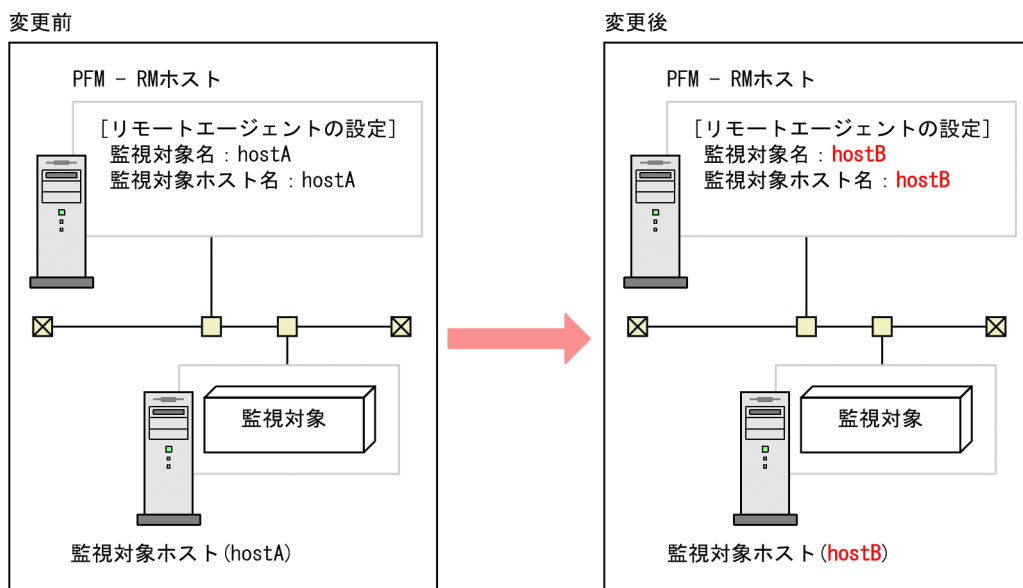 変更前
PFM - RMホスト
[リモートエージェントの設定]
監視対象名：hostA
監視対象ホスト名：hostA
監視対象
監視対象ホスト(hostA)
変更後
PFM - RMホスト
[リモートエージェントの設定]
監視対象名：hostB
監視対象ホスト名：hostB
監視対象
監視対象ホスト(hostB)